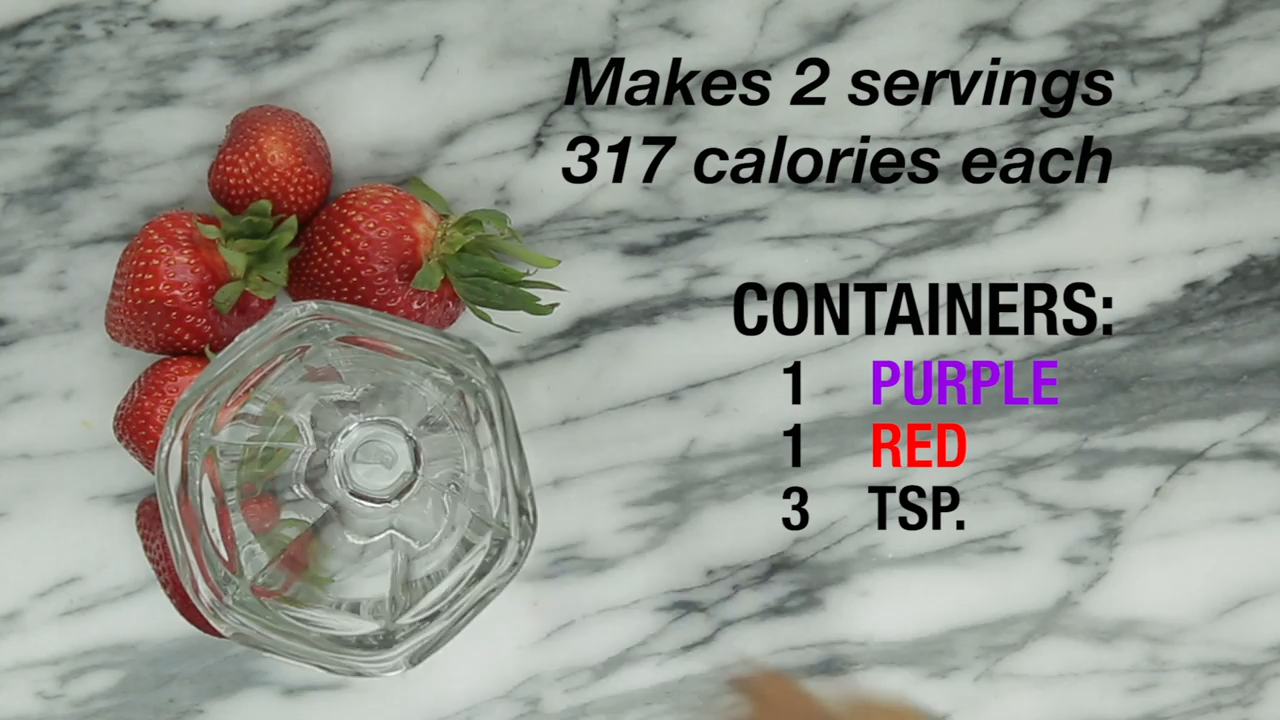 Makes 2 servings
317 calories each
CONTAINERS:
1 PURPLE
1 RED
3 TSP.